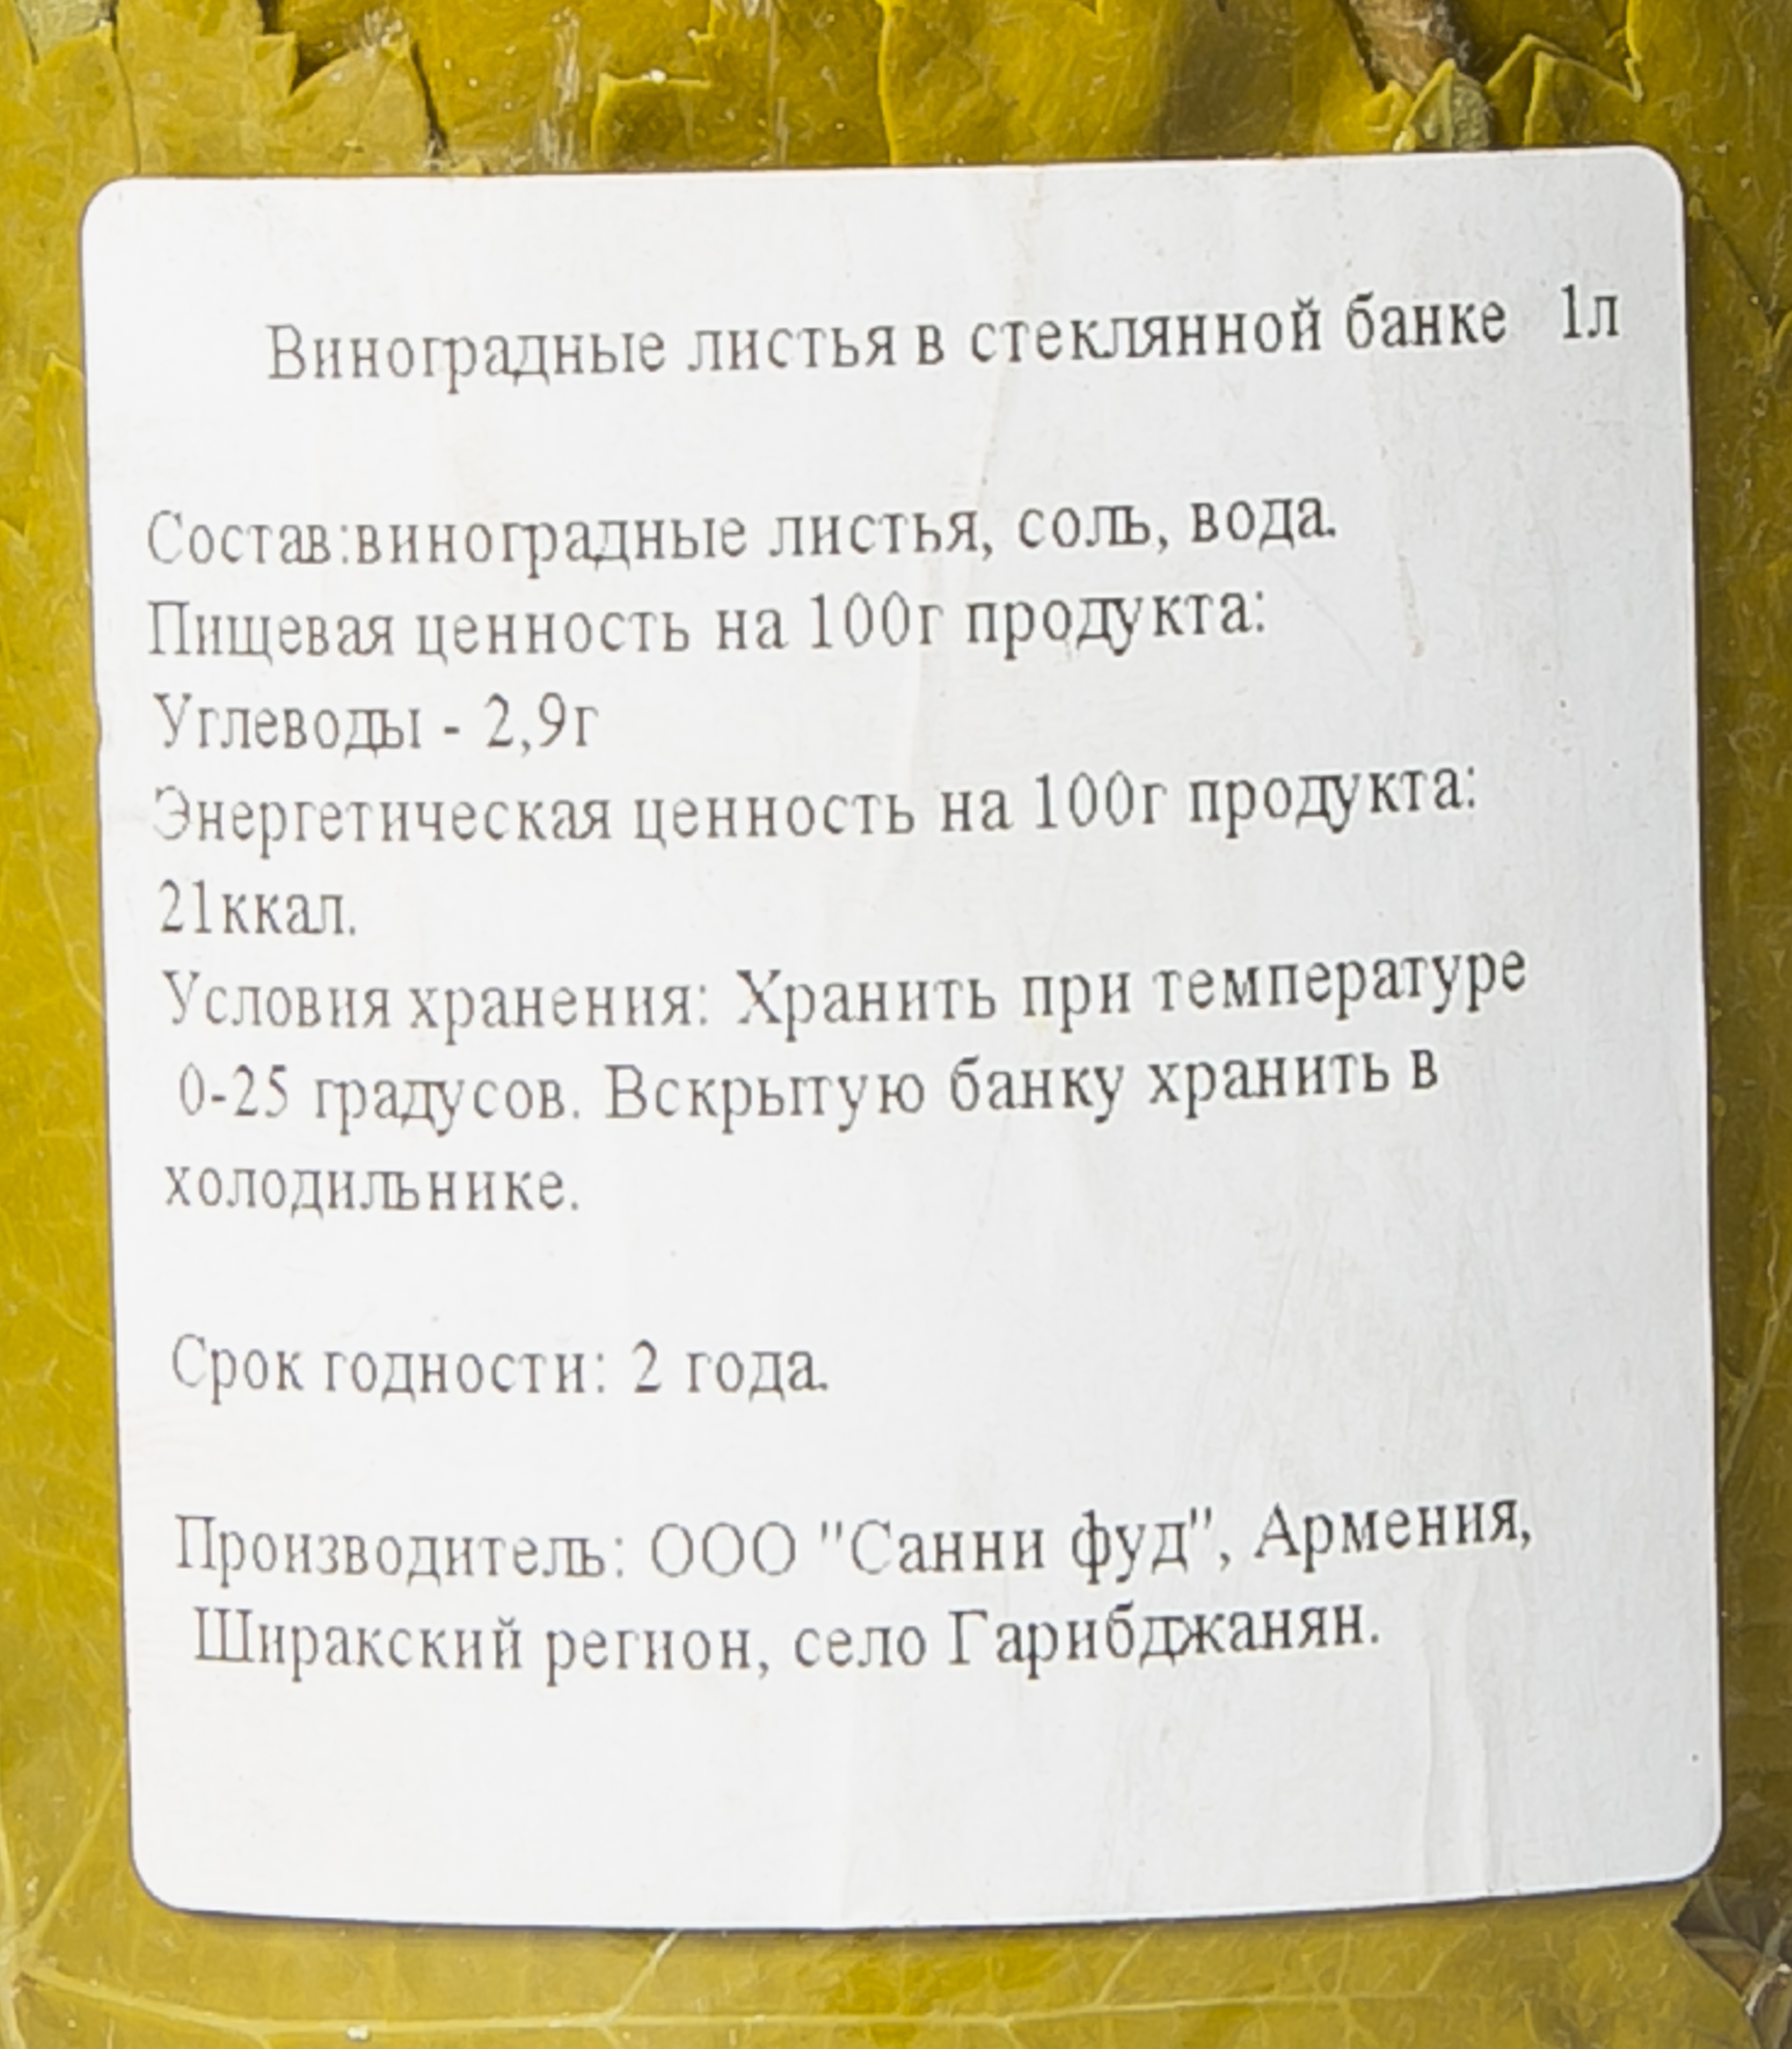 Виноградные листья в стеклянной банке 1л
Состав:виноградные листья, соль, вода.
Пищевая ценность на 100г продукта:
Углеводы - 2,9г
Энергетическая ценность на 100г продукта:
21ккал.
Условия хранения: Хранить при температуре
0-25 градусов. Вскрытую банку хранить в
холодильнике.
Срок годности: 2 года.
Производитель: ООО "Санни фуд", Армения,
Ширакский регион, село Гарибджанян.